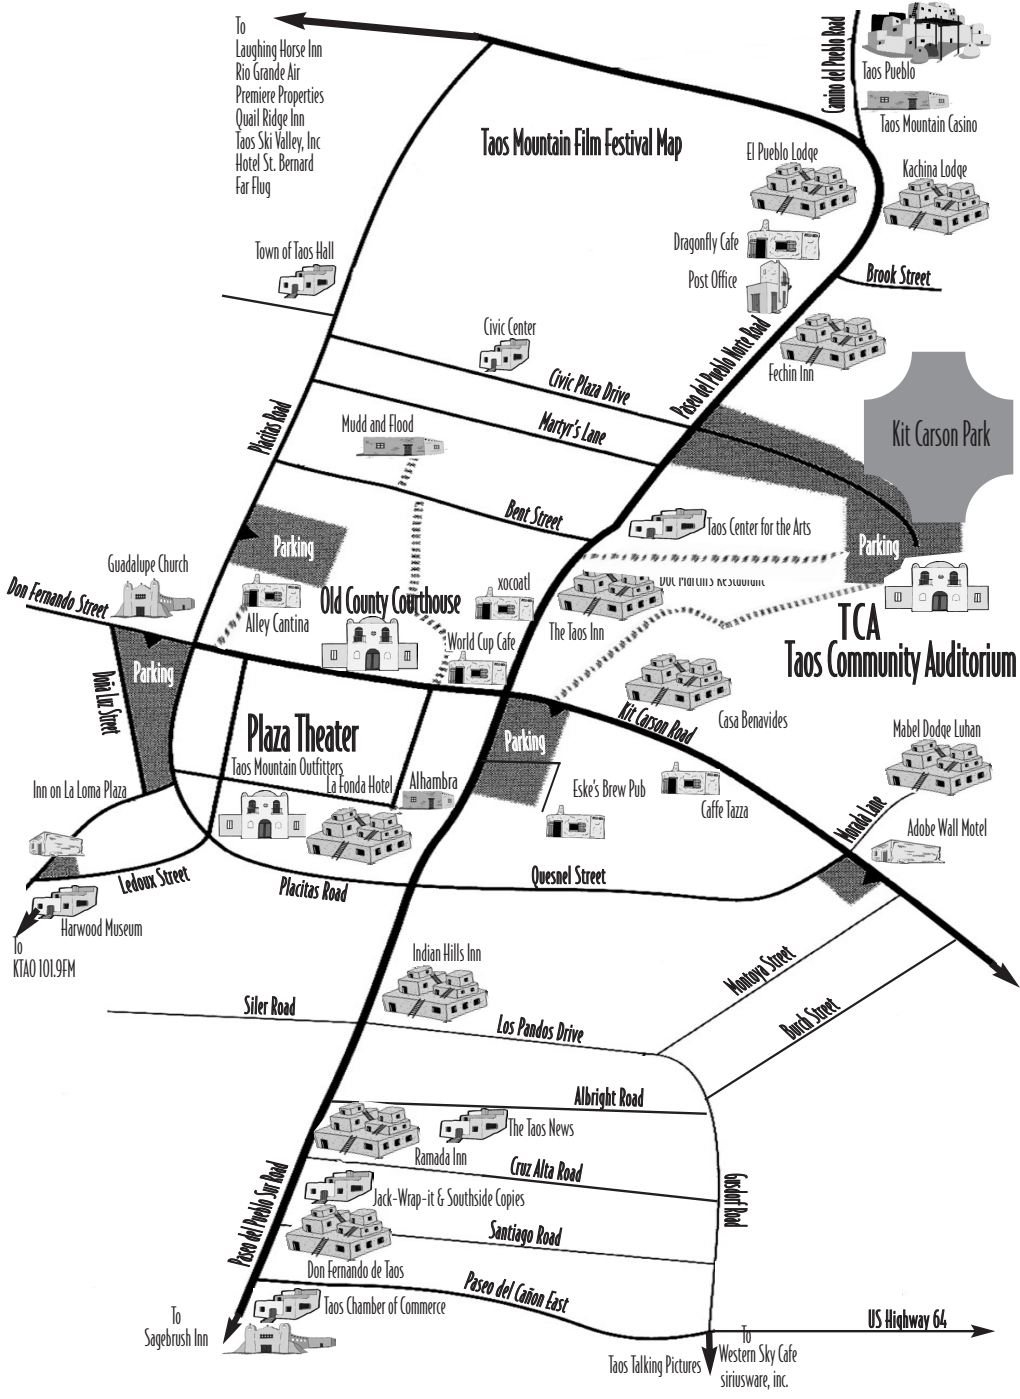 To
Laughing Horse Inn
Rio Grande Air
Premiere Properties
Quail Ridge Inn
Taos Ski Valley, Inc
Hotel St. Bernard
Far Flug
Taos Mountain Film Festival Map
Camino del Pueblo Road
Taos Pueblo
Taos Mountain Casino
El Pueblo Lodge
Kachina Lodge
Dragonfly Cafe
Post Office
Brook Street
Town of Taos Hall
Civic Center
Paseo del Pueblo Norte Road
Fechin Inn
Civic Plaza Drive
Kit Carson Park
Placitas Road
Mudd and Flood
Martyr's Lane
Bent Street
Taos Center for the Arts
Parking
Parking
Guadalupe Church
Don Fernando Street
Alley Cantina
Old County Courthouse
xocoatl
Doc Martin's Restaurant
The Taos Inn
World Cup Cafe
TCA
Taos Community Auditorium
Parking
Doña Luz Street
Kit Carson Road
Casa Benavides
Plaza Theater
Parking
Mabel Dodge Luhan
Taos Mountain Outfitters
La Fonda Hotel
Alhambra
Inn on La Loma Plaza
Eske's Brew Pub
Caffe Tazza
Morada Lane
Adobe Wall Motel
Ledoux Street
Placitas Road
Quesnel Street
Harwood Museum
To
KTAO 101.9FM
Indian Hills Inn
Montoya Street
Siler Road
Los Pandos Drive
Burch Street
Albright Road
The Taos News
Ramada Inn
Cruz Alta Road
Paseo del Pueblo Sur Road
Jack-Wrap-it & Southside Copies
Gusdorf Road
Santiago Road
Don Fernando de Taos
Paseo del Cañon East
Taos Chamber of Commerce
To
Sagebrush Inn
US Highway 64
Taos Talking Pictures
To
Western Sky Cafe
siriusware, inc.